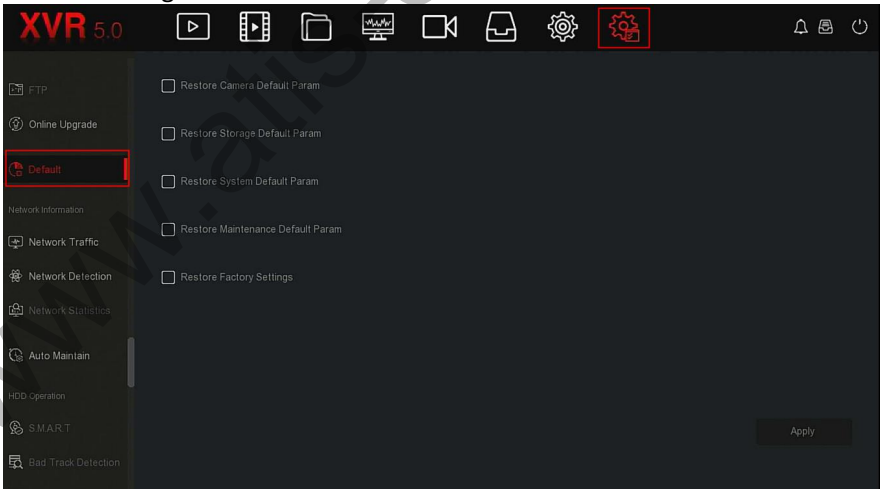 XVR 5.0
FTP
Online Upgrade
Default
Network Information
Network Traffic
Network Detection
Network Statistics
Auto Maintain
HDD Operation
S.M.A.R.T
Bad Track Detection
Restore Camera Default Param
Restore Storage Default Param
Restore System Default Param
Restore Maintenance Default Param
Restore Factory Settings
Apply